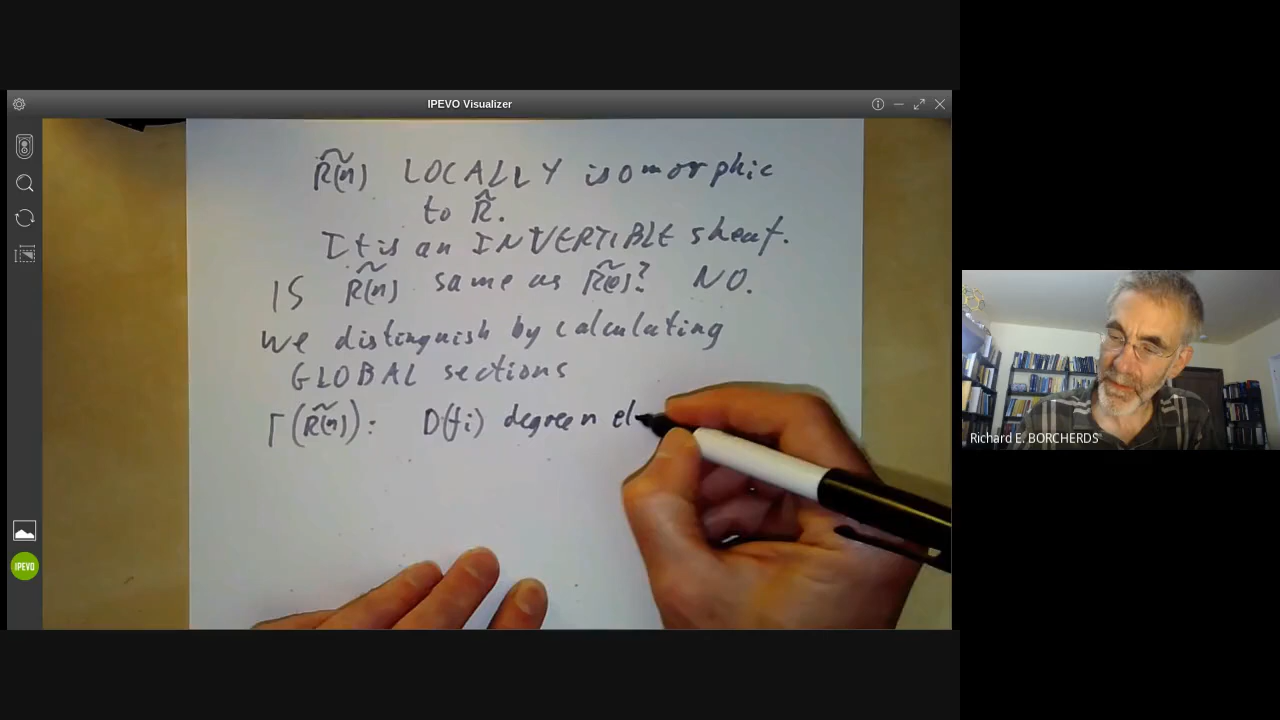 IPEVO Visualizer
R̃(n) LOCALLY isomorphic
to R̃.
It is an INVERTIBLE sheaf.
IS R̃(n) same as R̃(0)? NO.
We distinguish by calculating
GLOBAL sections
Γ(R̃(n)): D(fi) degree n el
Richard E. BORCHERDS
IPEVO